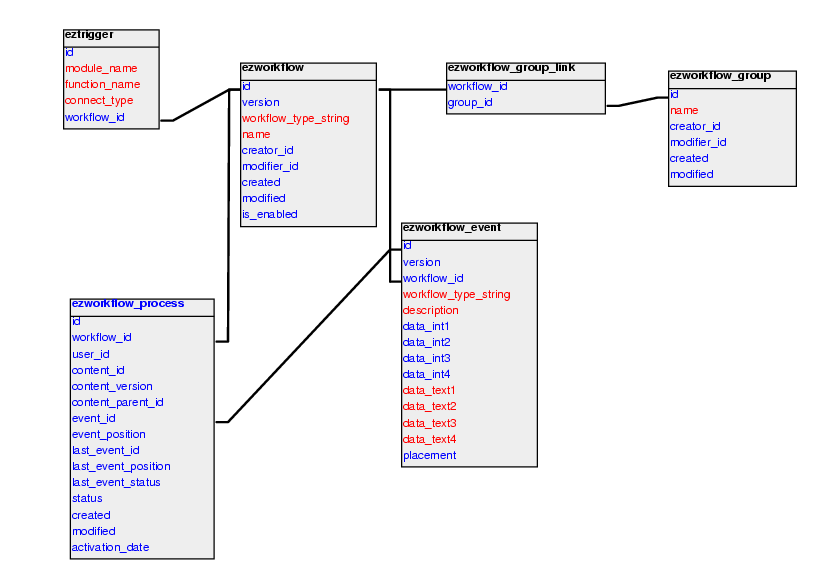 eztrigger
id
module_name
function_name
connect_type
workflow_id
ezworkflow
id
version
workflow_type_string
name
creator_id
modifier_id
created
modified
is_enabled
ezworkflow_group_link
workflow_id
group_id
ezworkflow_group
id
name
creator_id
modifier_id
created
modified
ezworkflow_event
id
version
workflow_id
workflow_type_string
description
data_int1
data_int2
data_int3
data_int4
data_text1
data_text2
data_text3
data_text4
placement
ezworkflow_process
id
workflow_id
user_id
content_id
content_version
content_parent_id
event_id
event_position
last_event_id
last_event_position
last_event_status
status
created
modified
activation_date